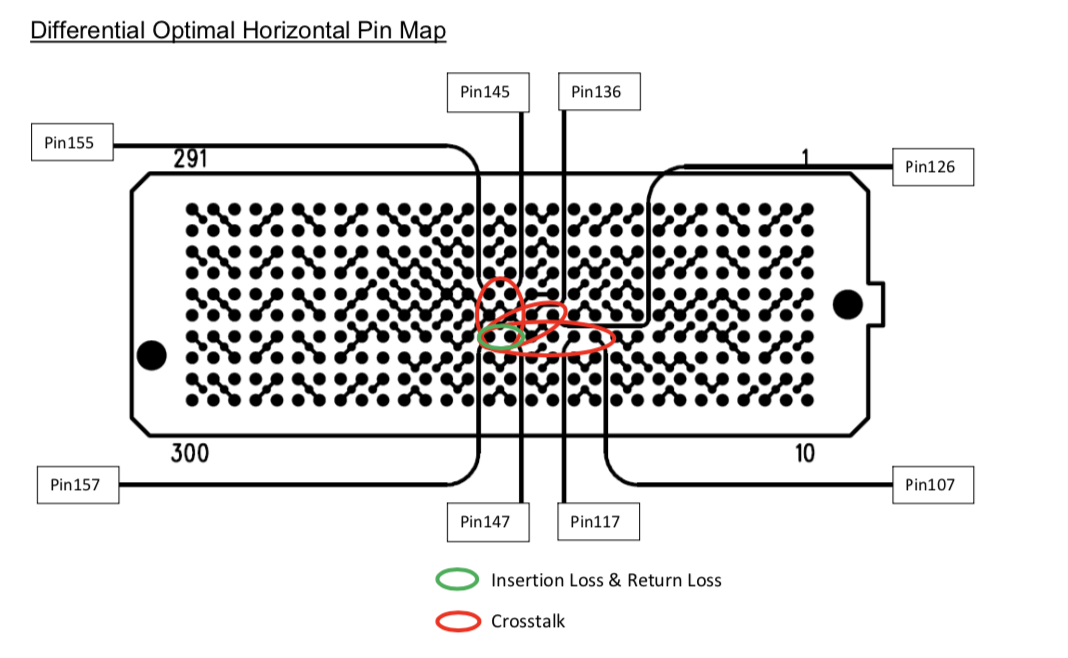 Differential Optimal Horizontal Pin Map
Pin145
Pin136
Pin155
291
1
Pin126
300
10
Pin157
Pin107
Pin147
Pin117
Insertion Loss & Return Loss
Crosstalk